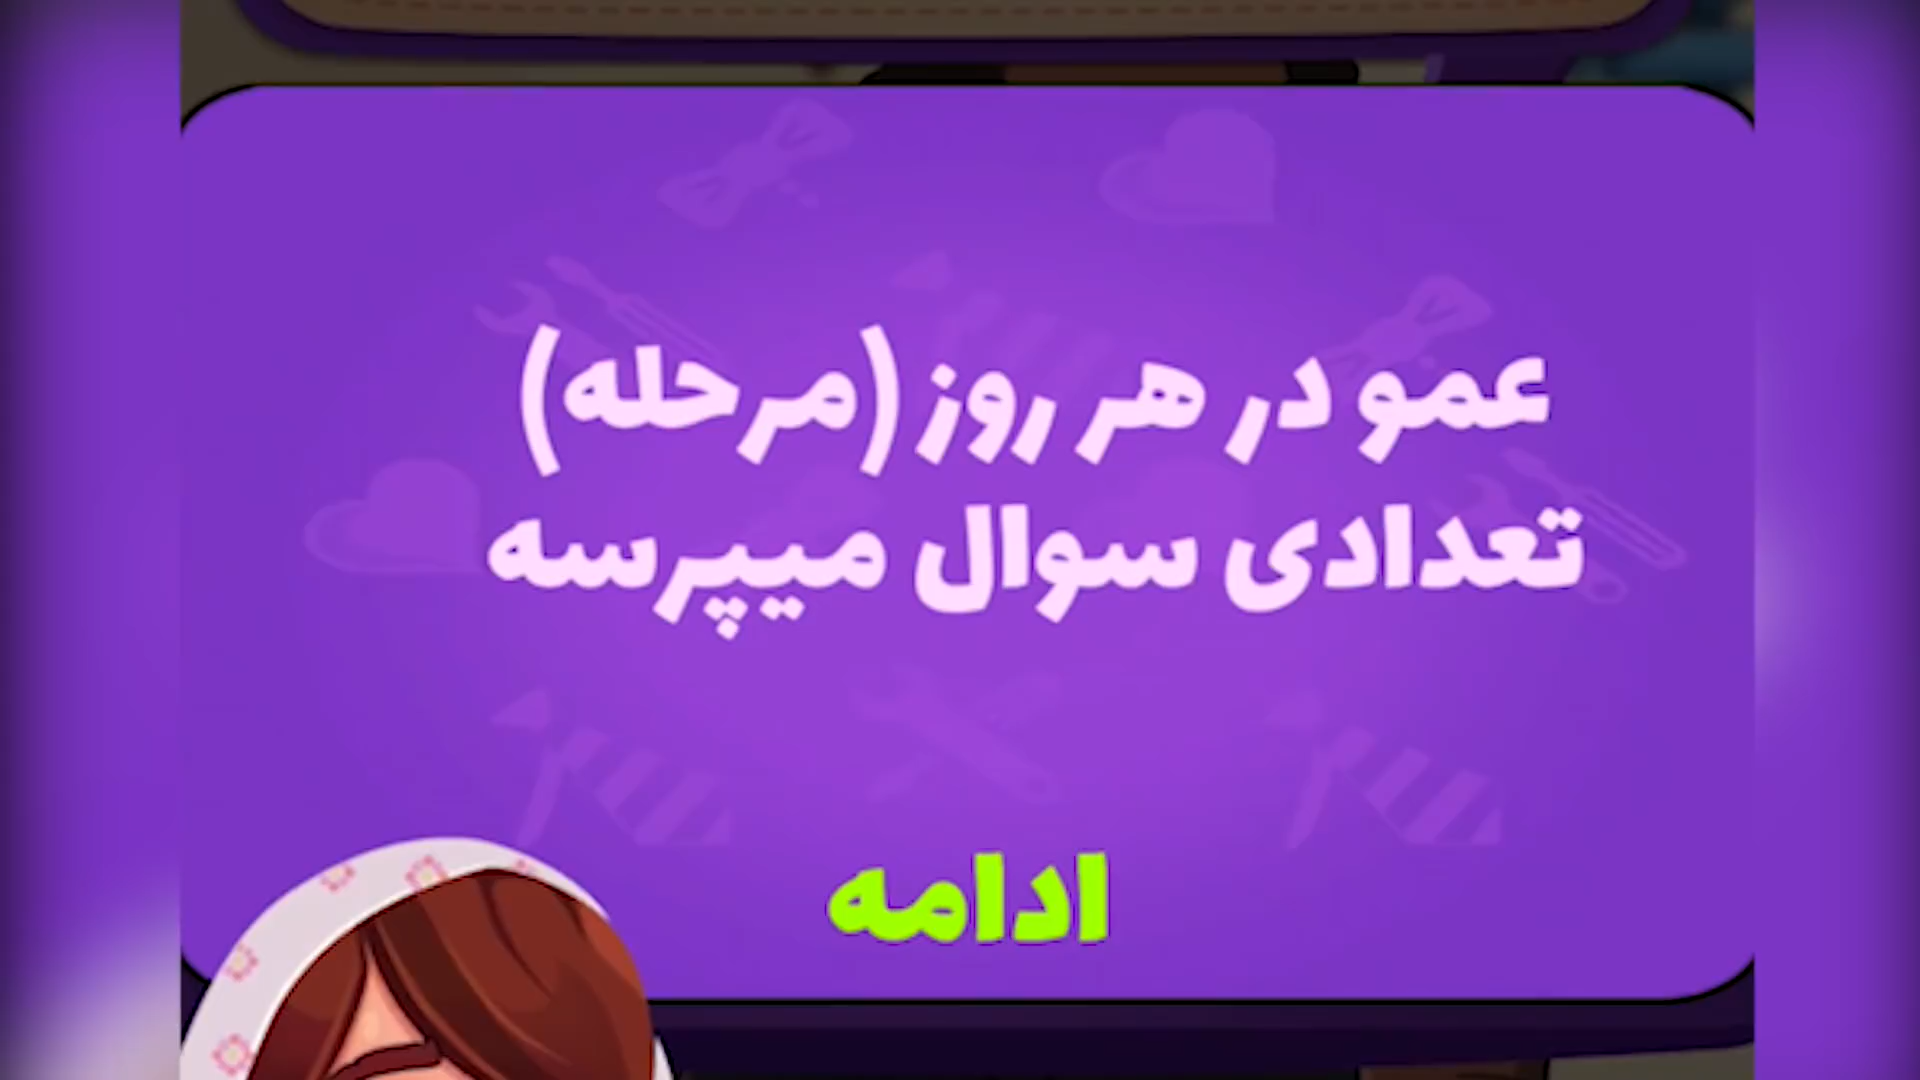 عمو در هر روز (مرحله)
تعدادی سوال میپرسه
ادامه